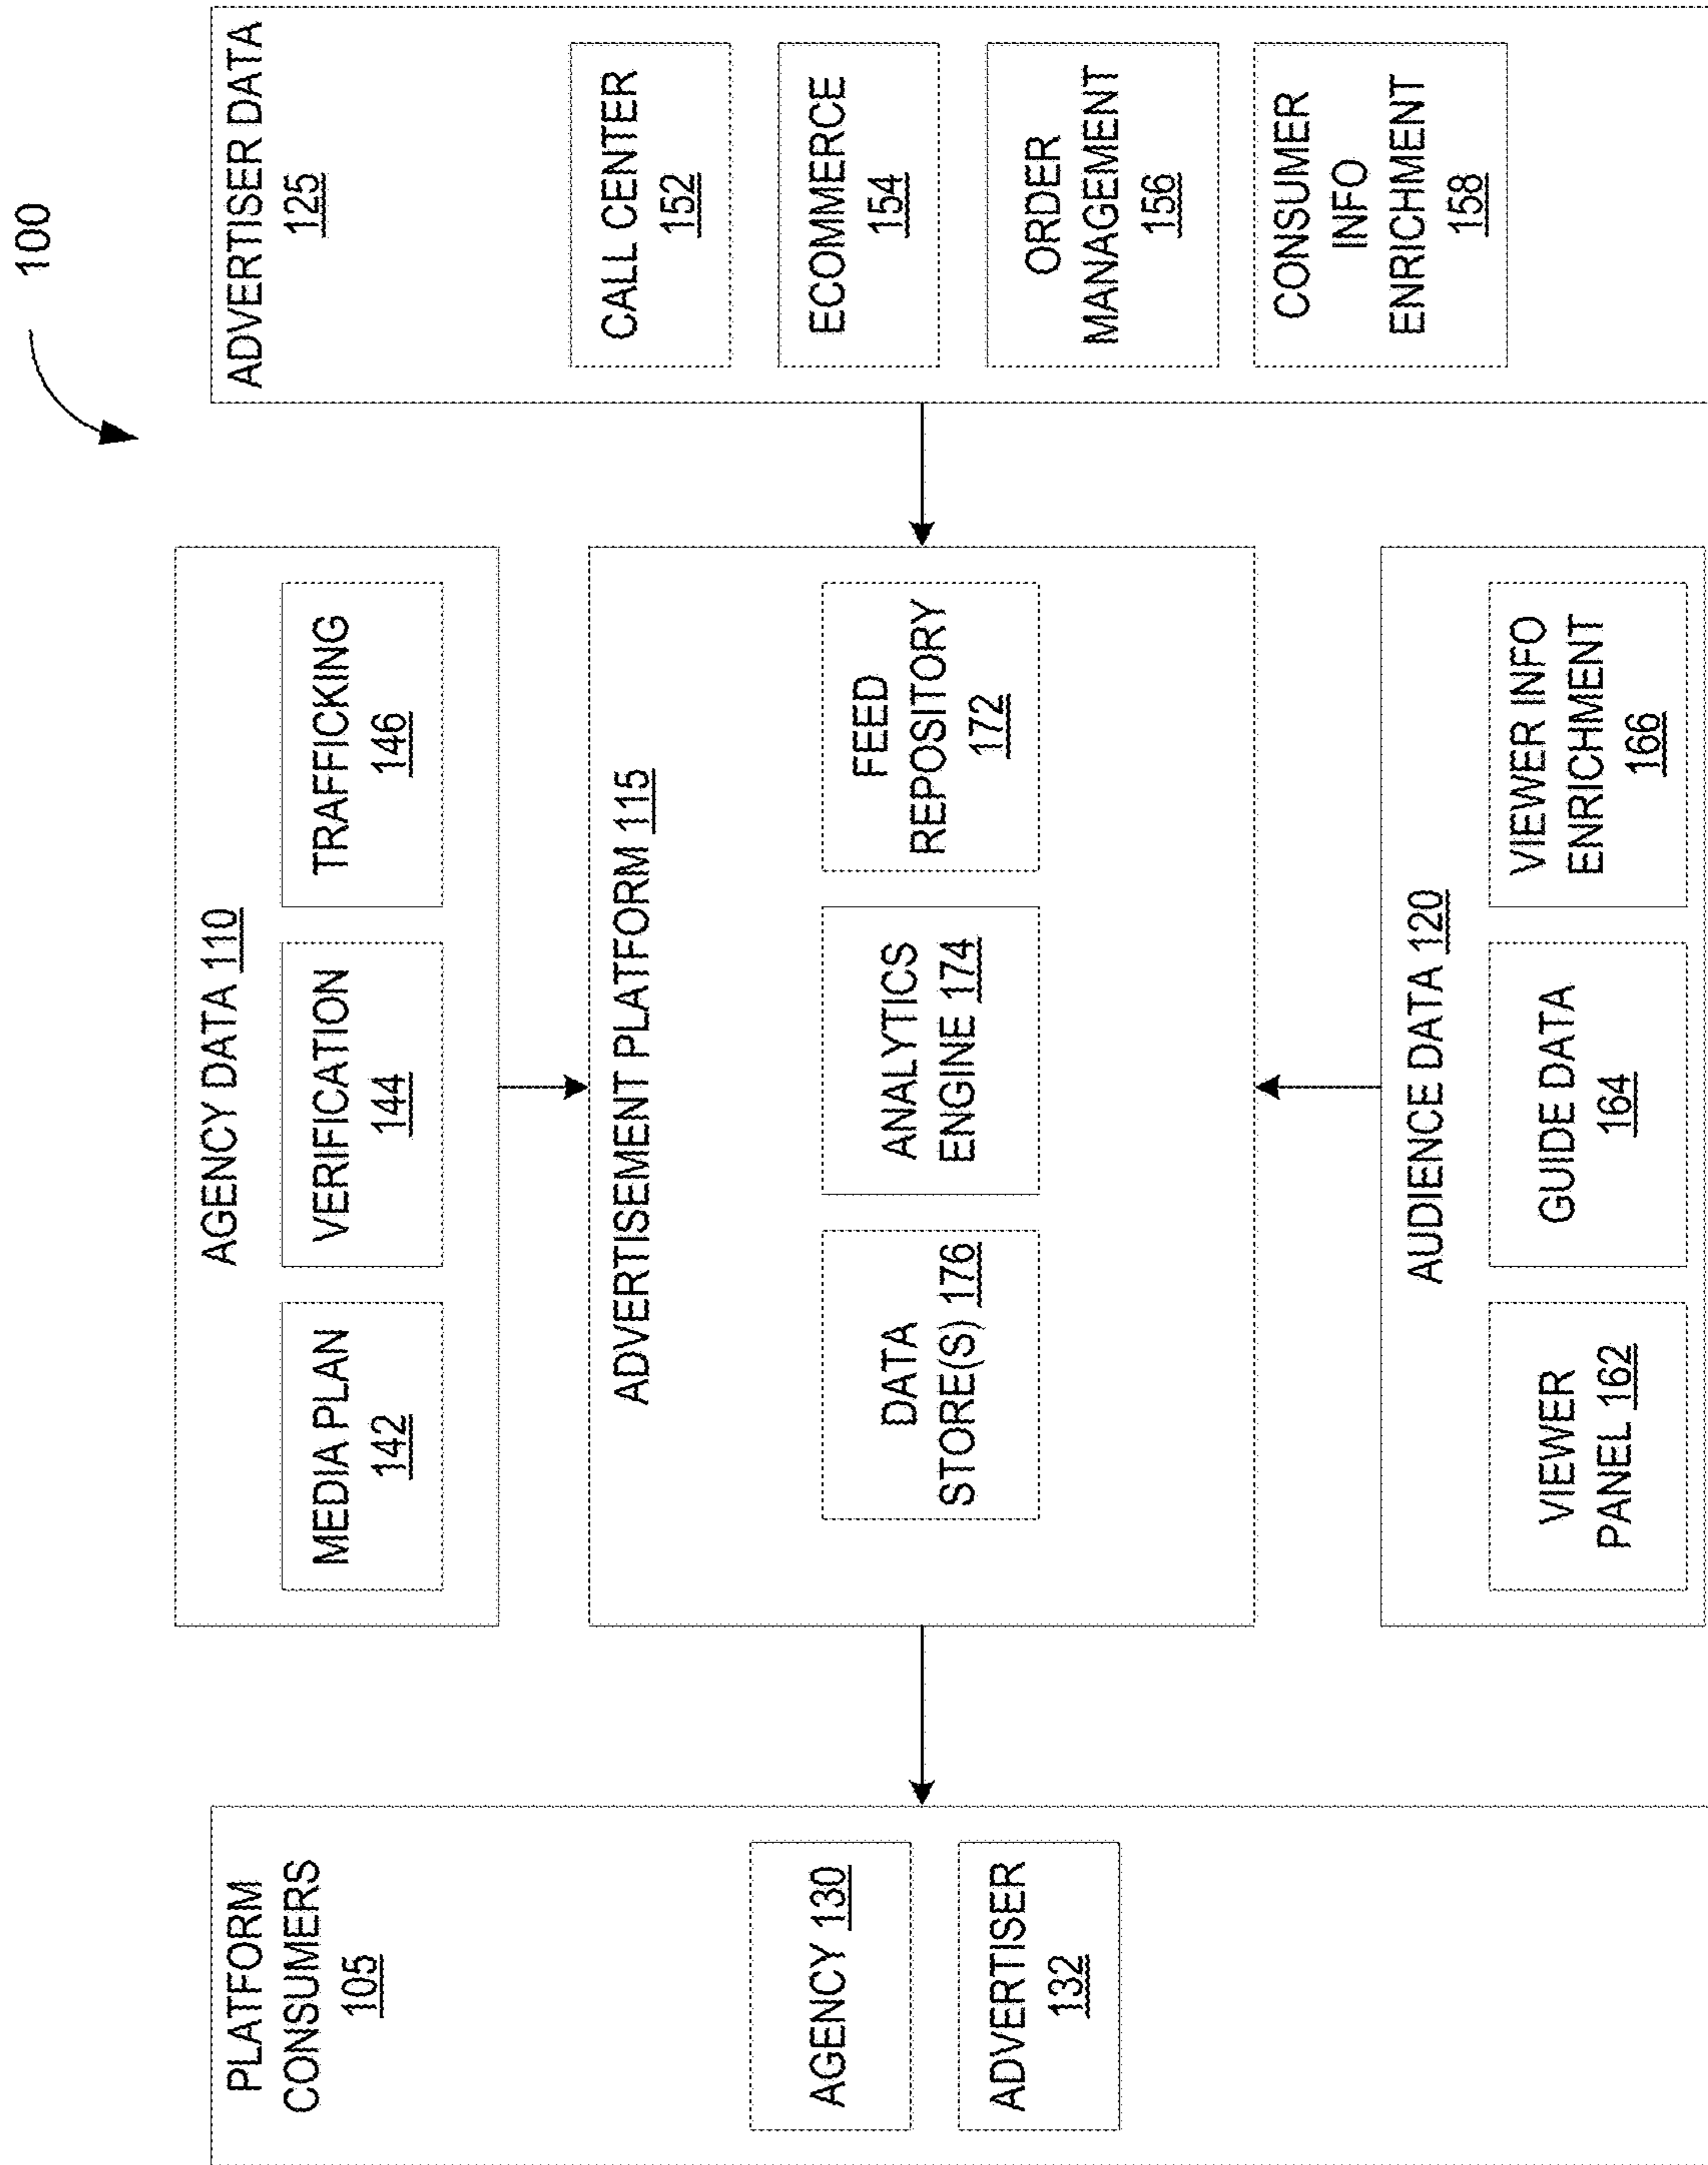 100
PLATFORM
CONSUMERS
105
AGENCY 130
ADVERTISER
132
AGENCY DATA 110
MEDIA PLAN
142
VERIFICATION
144
TRAFFICKING
146
ADVERTISEMENT PLATFORM 115
DATA
STORE(S) 176
ANALYTICS
ENGINE 174
FEED
REPOSITORY
172
AUDIENCE DATA 120
VIEWER
PANEL 162
GUIDE DATA
164
VIEWER INFO
ENRICHMENT
166
ADVERTISER DATA
125
CALL CENTER
152
ECOMMERCE
154
ORDER
MANAGEMENT
156
CONSUMER
INFO
ENRICHMENT
158